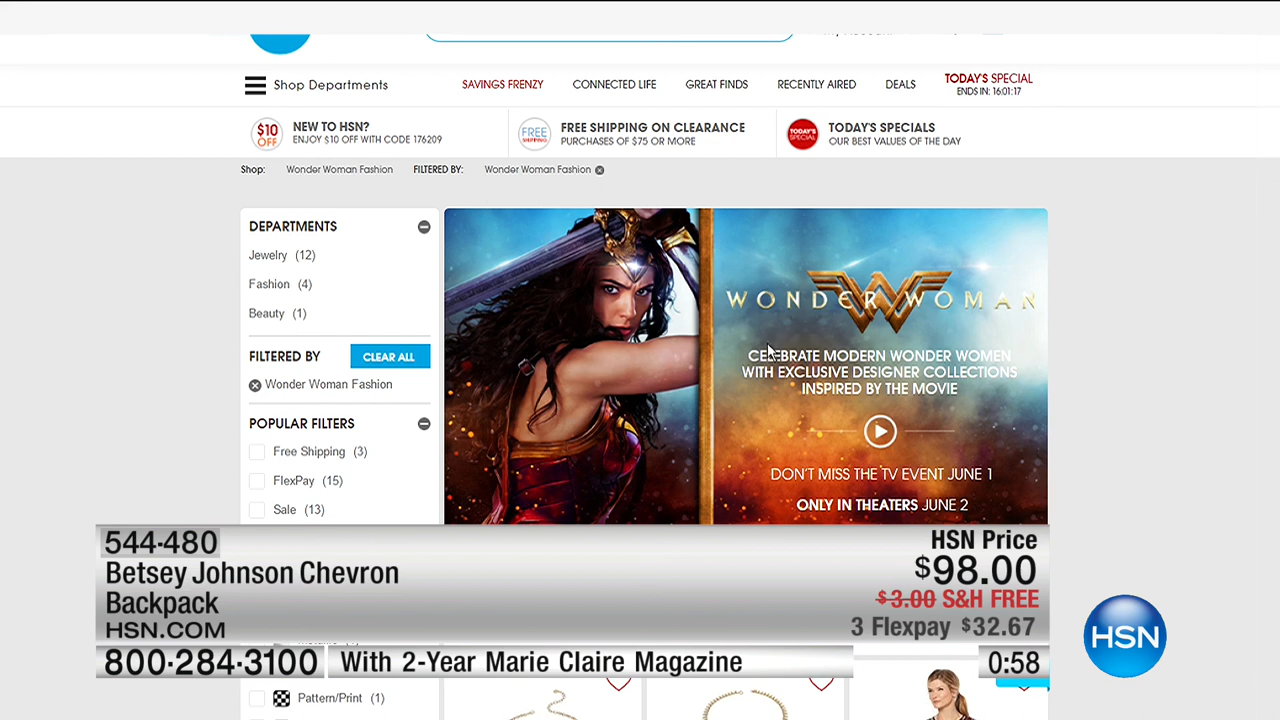 Shop Departments
SAVINGS FRENZY
CONNECTED LIFE
GREAT FINDS
RECENTLY AIRED
DEALS
TODAY'S SPECIAL
ENDS IN: 16:01:17
$10 OFF
NEW TO HSN?
ENJOY $10 OFF WITH CODE 176209
FREE SHIPPING
FREE SHIPPING ON CLEARANCE
PURCHASES OF $75 OR MORE
TODAY'S SPECIAL
TODAY'S SPECIALS
OUR BEST VALUES OF THE DAY
Shop: Wonder Woman Fashion FILTERED BY: Wonder Woman Fashion
DEPARTMENTS
Jewelry (12)
Fashion (4)
Beauty (1)
FILTERED BY
CLEAR ALL
Wonder Woman Fashion
POPULAR FILTERS
Free Shipping (3)
FlexPay (15)
Sale (13)
WONDER WOMAN
CELEBRATE MODERN WONDER WOMEN
WITH EXCLUSIVE DESIGNER COLLECTIONS
INSPIRED BY THE MOVIE
DON'T MISS THE TV EVENT JUNE 1
ONLY IN THEATERS JUNE 2
544-480
Betsey Johnson Chevron
Backpack
HSN.COM
HSN Price
$98.00
$3.00 S&H FREE
3 Flexpay $32.67
HSN
800·284·3100
With 2-Year Marie Claire Magazine
0:58
Pattern/Print (1)